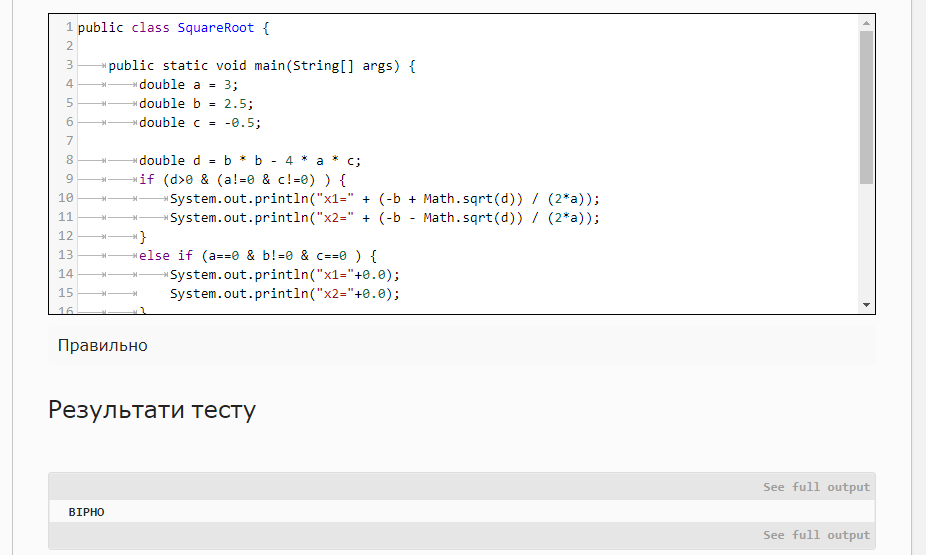 1 public class SquareRoot {
2
3 public static void main(String[] args) {
4 double a = 3;
5 double b = 2.5;
6 double c = -0.5;
7
8 double d = b * b - 4 * a * c;
9 if (d>0 & (a!=0 & c!=0) ) {
10 System.out.println("x1=" + (-b + Math.sqrt(d)) / (2*a));
11 System.out.println("x2=" + (-b - Math.sqrt(d)) / (2*a));
12 }
13 else if (a==0 & b!=0 & c==0 ) {
14 System.out.println("x1="+0.0);
15 System.out.println("x2="+0.0);
16 }
Правильно
Результати тесту
See full output
ВІРНО
See full output